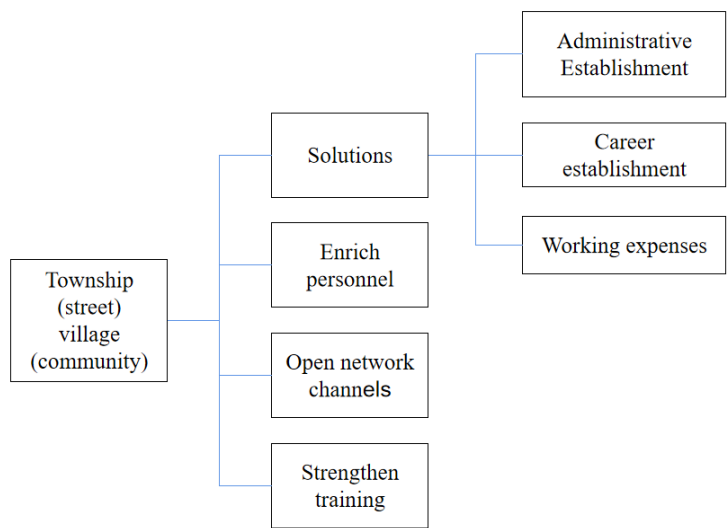 Administrative
Establishment
Solutions
Career
establishment
Working expenses
Enrich
personnel
Township
(street)
village
(community)
Open network
channels
Strengthen
training